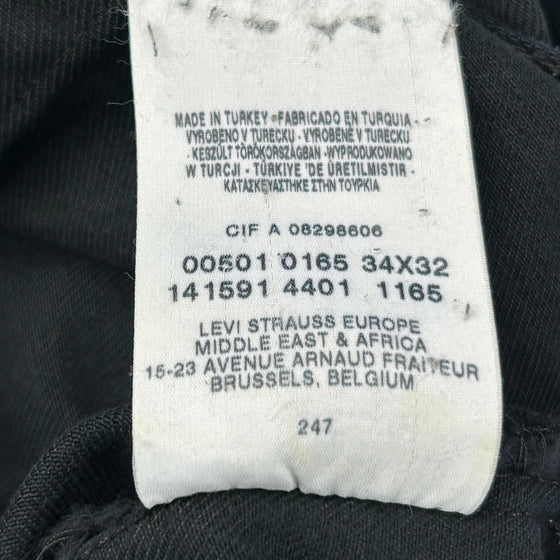 MADE IN TURKEY - FABRICADO EN TURQUIA -
VYROBENO V TURECKU - VYROBENÉ V TURECKU
- KESZÜLT TÖRÖKORSZAGBAN - WYPRODUKOWANO
W TURCJI - TÜRKIYE 'DE ÜRETILMISTIR -
ΚΑΤΑΣΚΕΥΑΣΤΗΚΕ ΣΤΗΝ ΤΟΥΡΚΙΑ
CIF A 08298606
00501 0165 34X32
141591 4401 1165
LEVI STRAUSS EUROPE
MIDDLE EAST & AFRICA
15-23 AVENUE ARNAUD FRAITEUR
BRUSSELS, BELGIUM
247